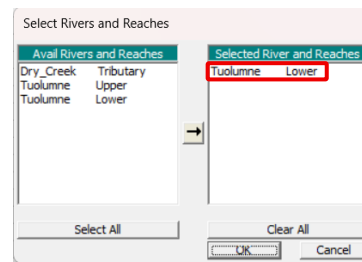 Select Rivers and Reaches
Avail Rivers and Reaches
Dry_Creek Tributary
Tuolumne Upper
Tuolumne Lower
Select All
Selected River and Reaches
Tuolumne Lower
Clear All
OK Cancel